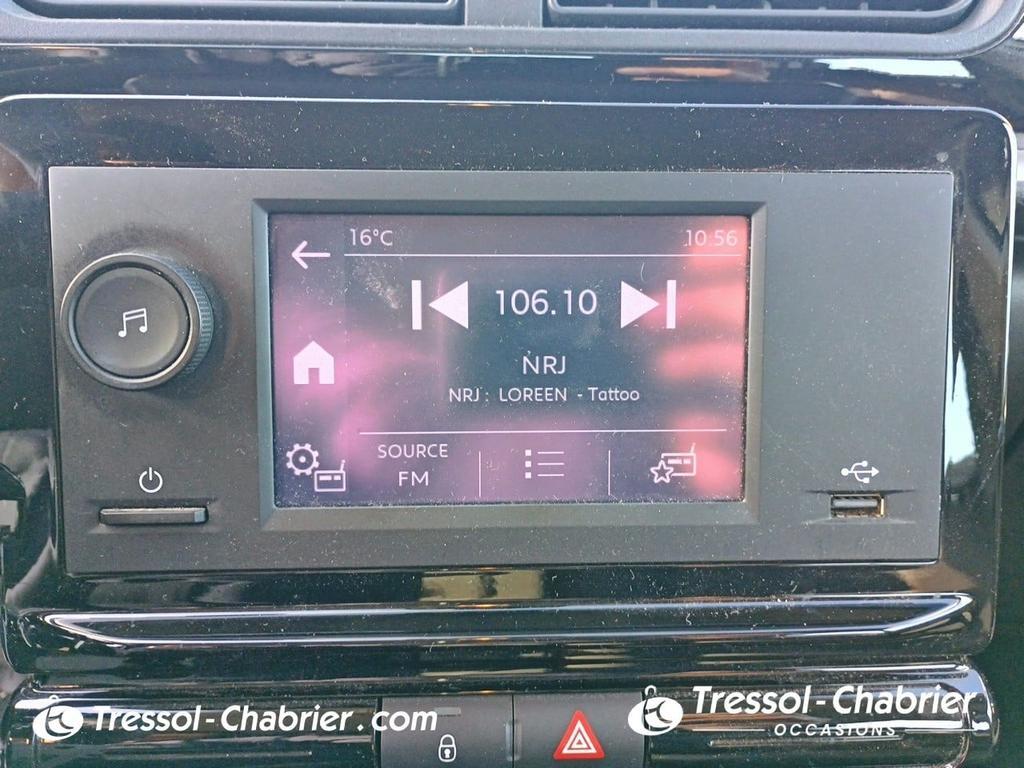 16°C 10:56
106.10
NRJ
NRJ : LOREEN - Tattoo
SOURCE
FM
Tressol-Chabrier.com
Tressol-Chabrier
OCCASIONS